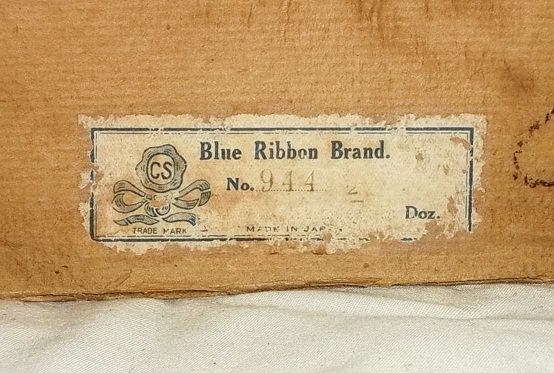 CS
Blue Ribbon Brand.
No. 944 2
Doz.
TRADE MARK
MADE IN JAPAN